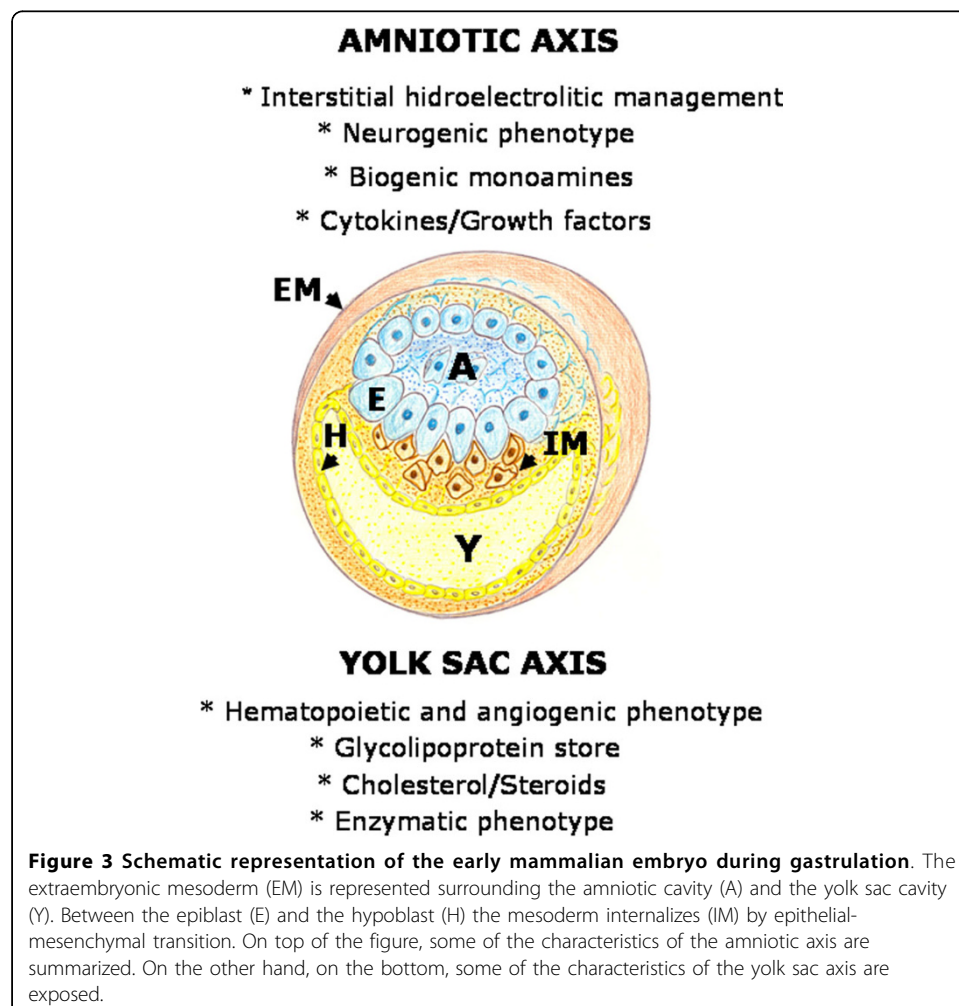 AMNIOTIC AXIS
* Interstitial hidroelectrolitic management
* Neurogenic phenotype
* Biogenic monoamines
* Cytokines/Growth factors
EM
A
E
H
IM
Y
YOLK SAC AXIS
* Hematopoietic and angiogenic phenotype
* Glycolipoprotein store
* Cholesterol/Steroids
* Enzymatic phenotype
Figure 3 Schematic representation of the early mammalian embryo during gastrulation. The
extraembryonic mesoderm (EM) is represented surrounding the amniotic cavity (A) and the yolk sac cavity
(Y). Between the epiblast (E) and the hypoblast (H) the mesoderm internalizes (IM) by epithelial-
mesenchymal transition. On top of the figure, some of the characteristics of the amniotic axis are
summarized. On the other hand, on the bottom, some of the characteristics of the yolk sac axis are
exposed.